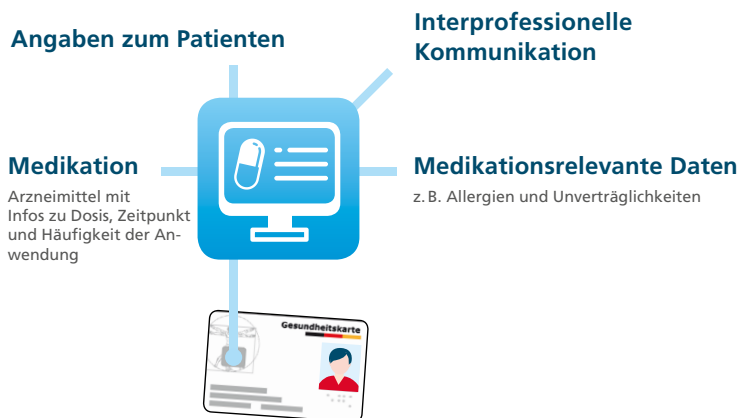 Angaben zum Patienten
Interprofessionelle
Kommunikation
Medikation
Arzneimittel mit
Infos zu Dosis, Zeitpunkt
und Häufigkeit der An-
wendung
Medikationsrelevante Daten
z. B. Allergien und Unverträglichkeiten
Gesundheitskarte